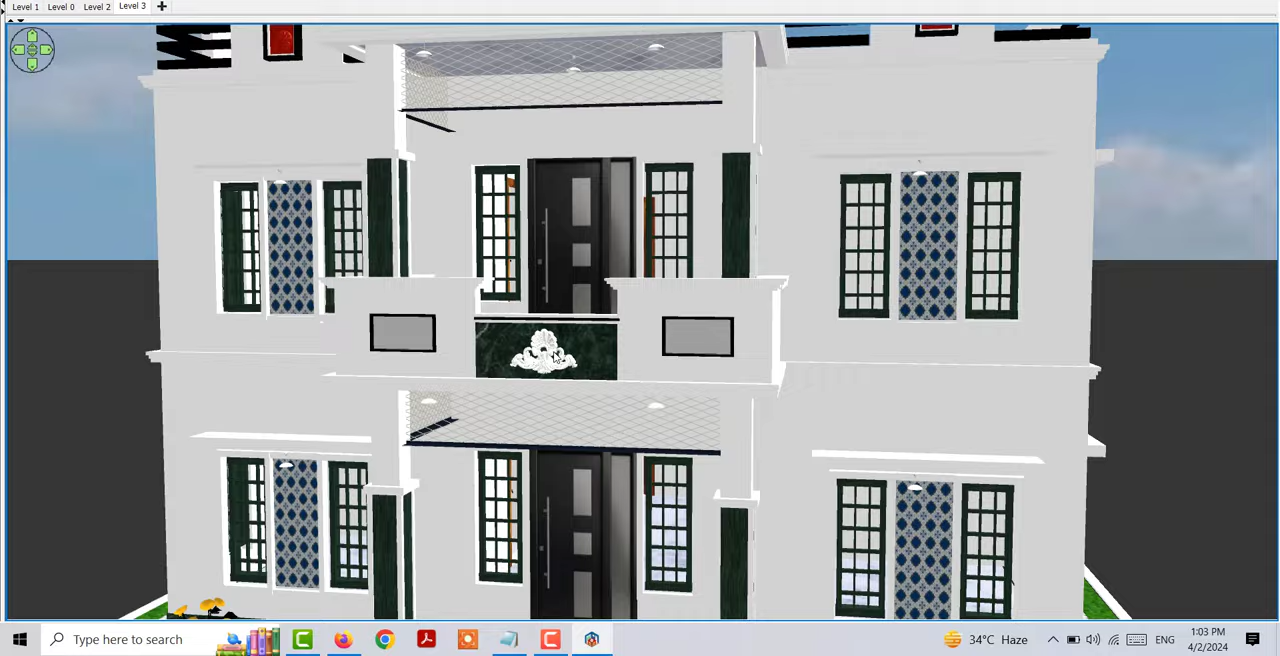 Level 1 Level 0 Level 2 Level 3
Type here to search
34°C Haze
ENG
1:03 PM
4/2/2024